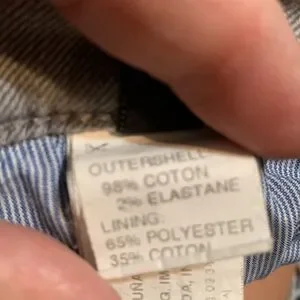 OUTERSHELL
98% COTON
2% ELASTANE
LINING:
65% POLYESTER
35% COTON